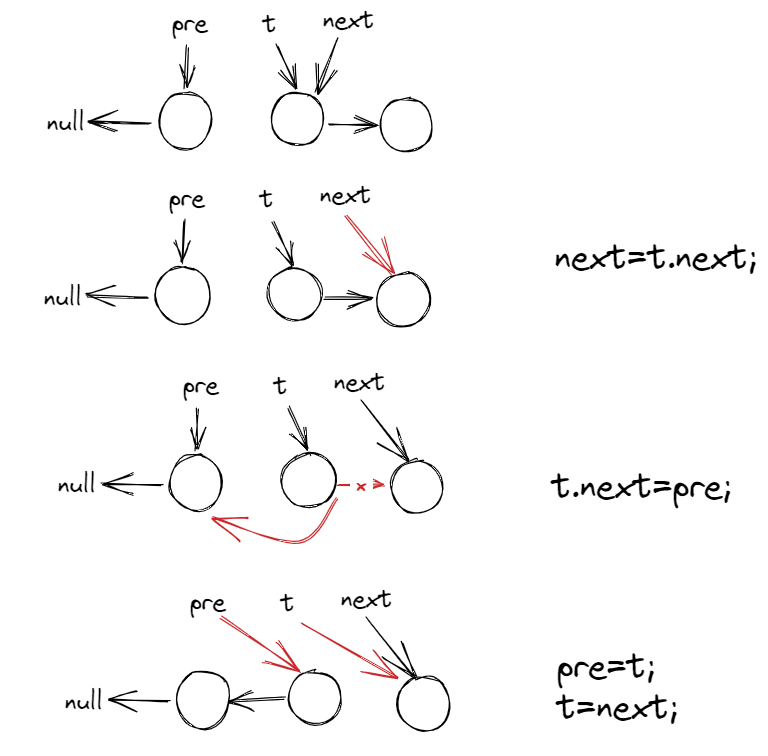 pre t next
null
pre t next
null
next=t.next;
pre t next
null
x
t.next=pre;
pre t next
null
pre=t;
t=next;